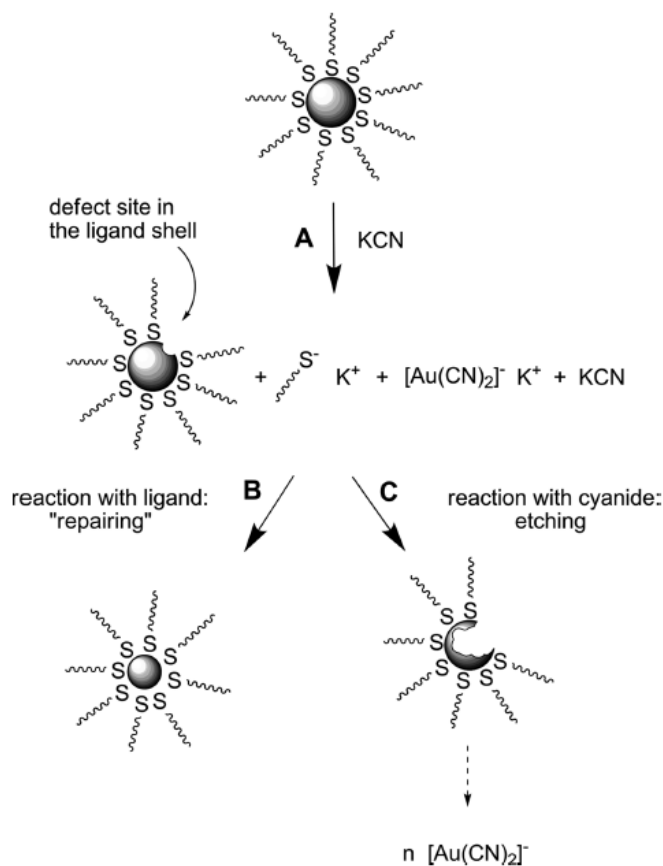 S S S
S S
S S
S S
defect site in
the ligand shell
A KCN
S S
S S
S S
S S
+ S⁻ K⁺ + [Au(CN)₂]⁻ K⁺ + KCN
reaction with ligand:
"repairing"
B
C
reaction with cyanide::
etching
S S S
S S
S S S
S S
S S
S S S
n [Au(CN)₂]⁻